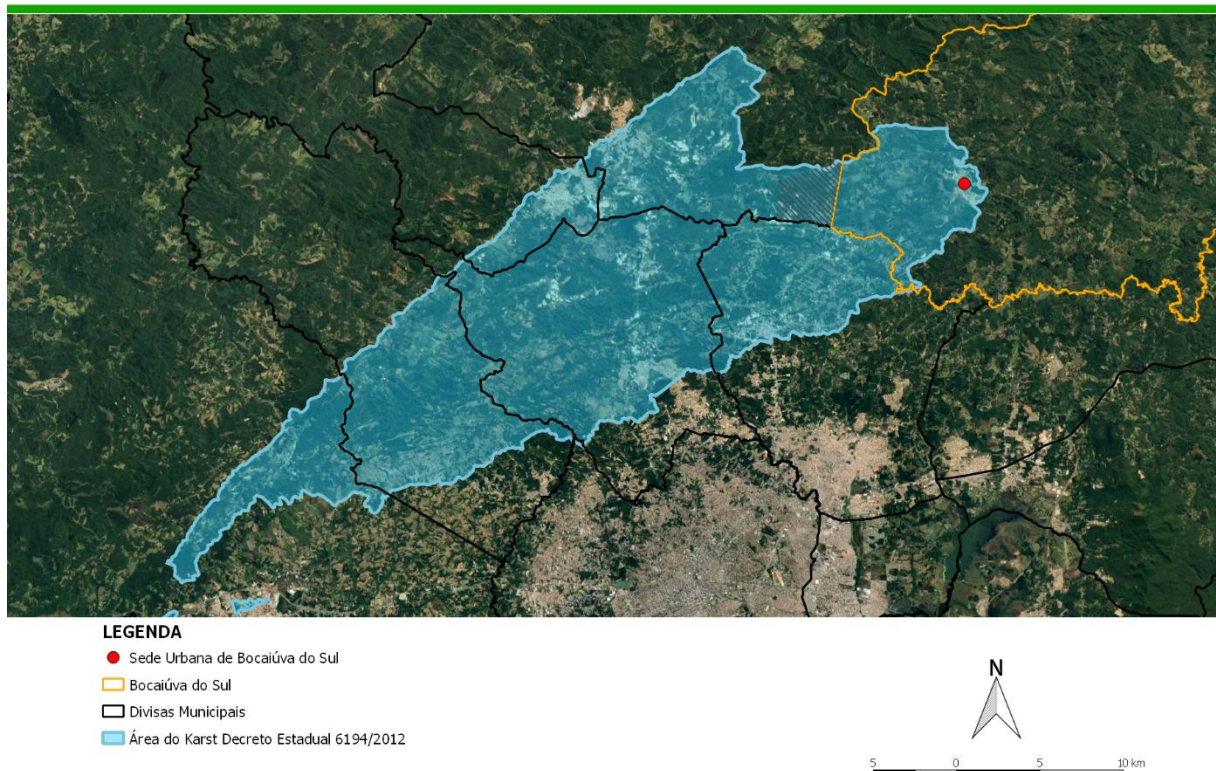 LEGENDA
Sede Urbana de Bocaiúva do Sul
Bocaiúva do Sul
Divisas Municipais
Área do Karst Decreto Estadual 6194/2012
N
5 0 5 10 km